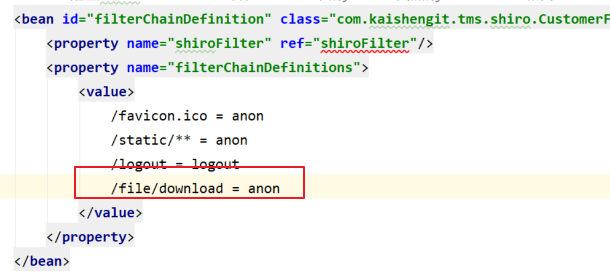 <bean id="filterChainDefinition" class="com.kaishengit.tms.shiro.CustomerF
<property name="shiroFilter" ref="shiroFilter"/>
<property name="filterChainDefinitions">
<value>
/favicon.ico = anon
/static/** = anon
/logout = logout
/file/download = anon
</value>
</property>
</bean>